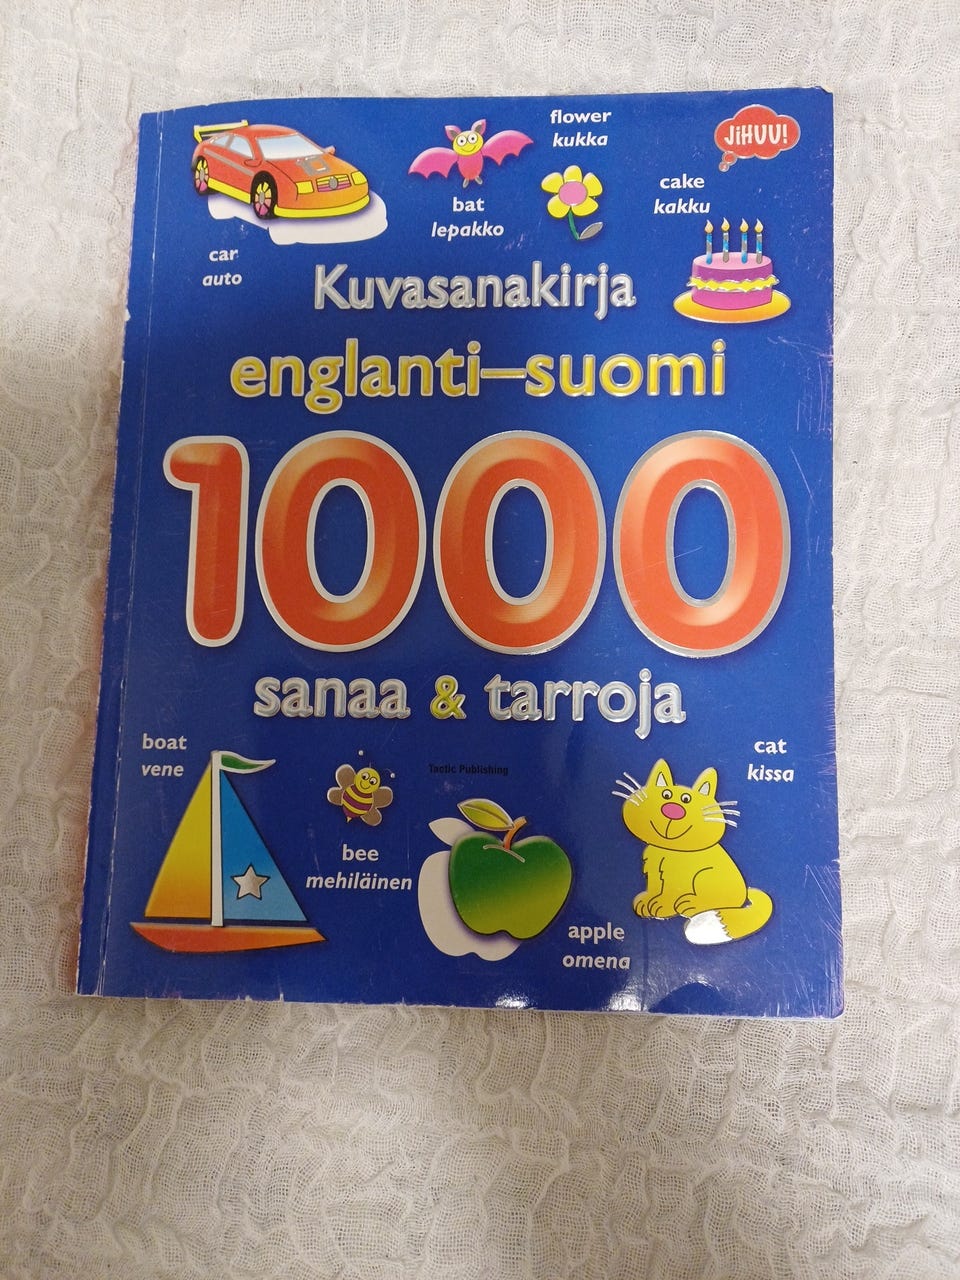 flower
kukka
JiHUU!
bat
lepakko
cake
kakku
car
auto
Kuvasanakirja
englanti–suomi
1000
sanaa & tarroja
boat
vene
Tactic Publishing
cat
kissa
bee
mehiläinen
apple
omena